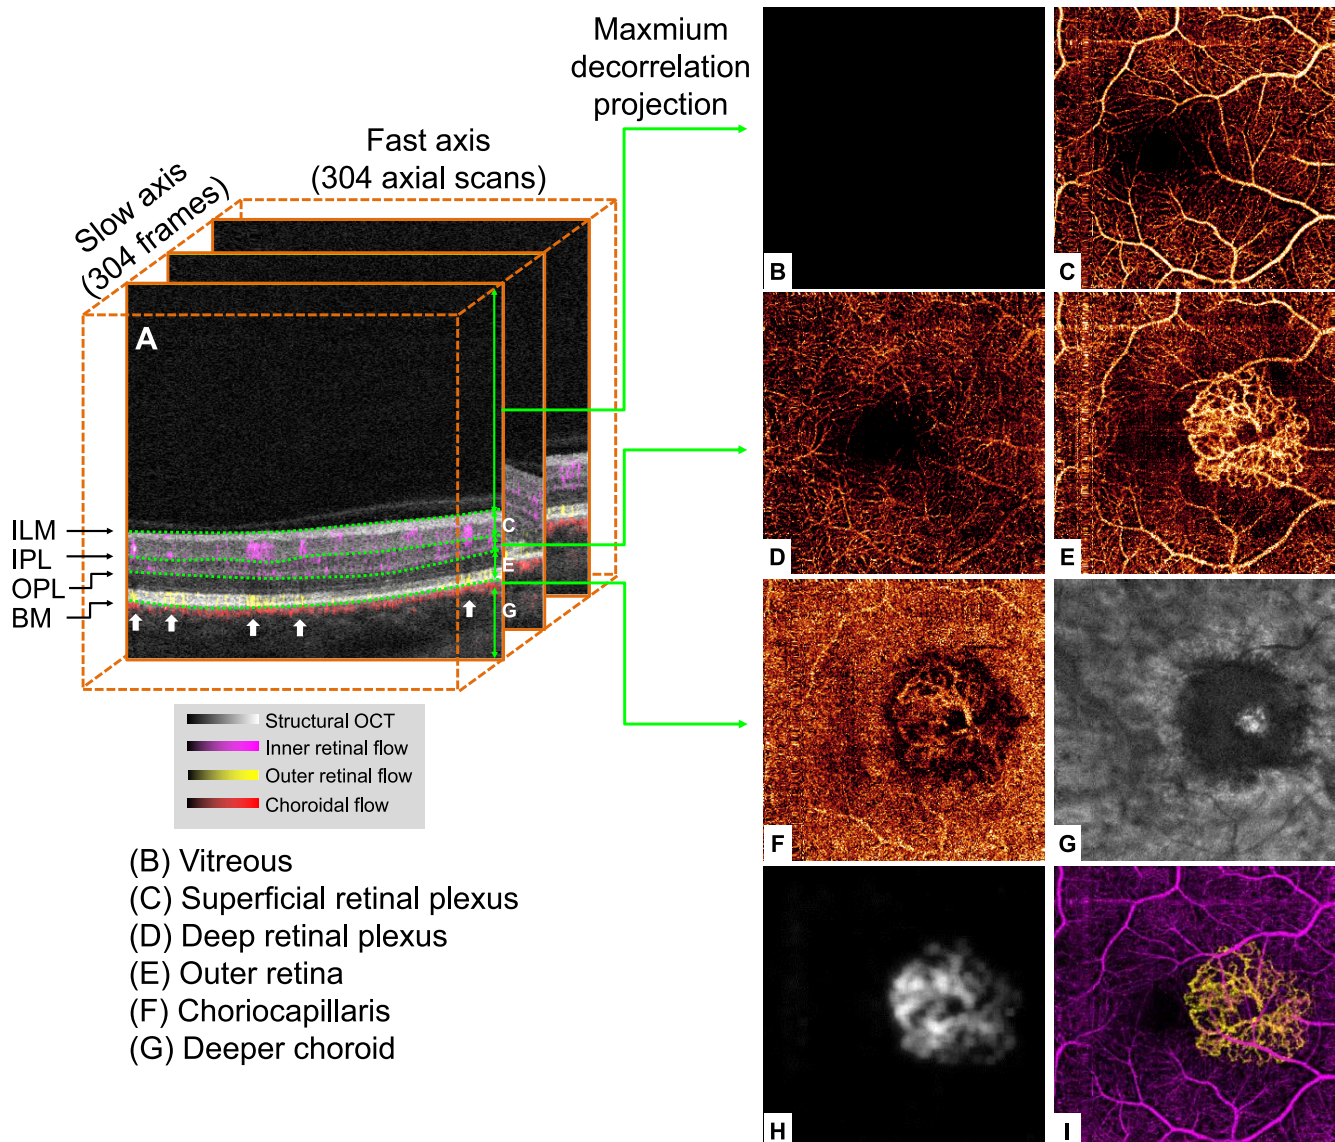 Maxmium
decorrelation
projection
Fast axis
(304 axial scans)
Slow axis
(304 frames)
A
ILM
IPL
OPL
BM
C
E
G
Structural OCT
Inner retinal flow
Outer retinal flow
Choroidal flow
(B) Vitreous
(C) Superficial retinal plexus
(D) Deep retinal plexus
(E) Outer retina
(F) Choriocapillaris
(G) Deeper choroid
B
C
D
E
F
G
H
I